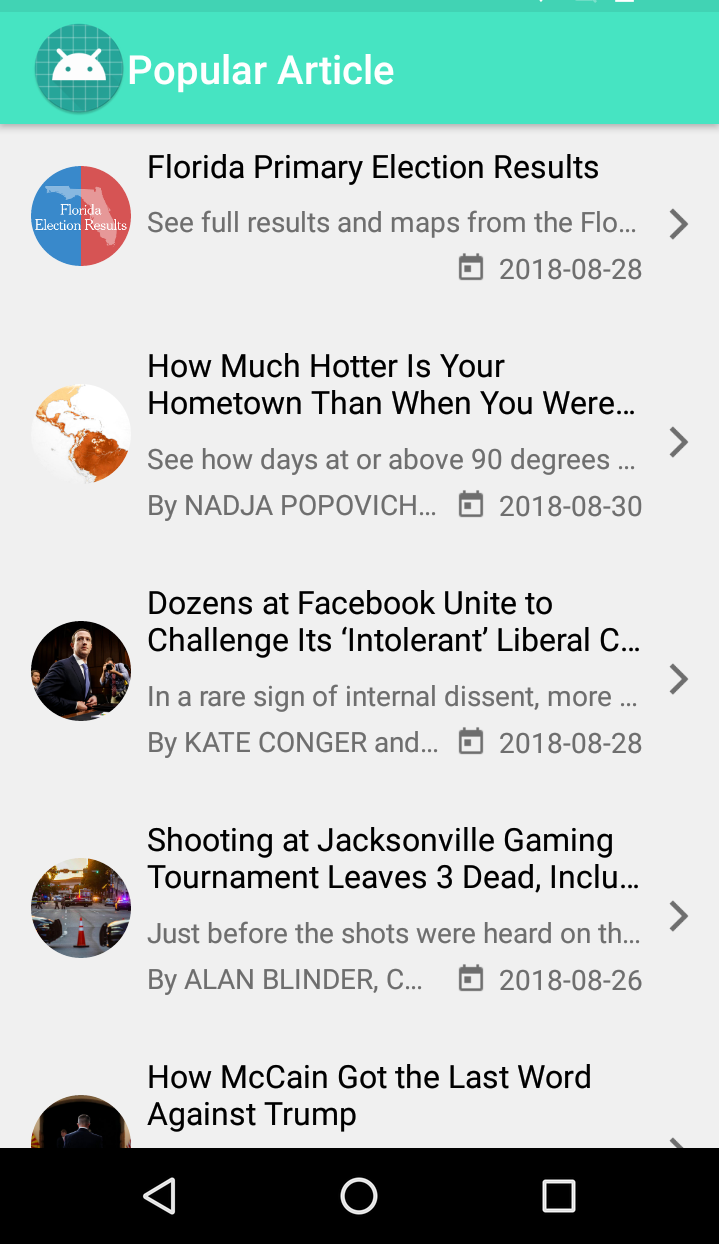 Popular Article
Florida Primary Election Results
Florida
Election Results
See full results and maps from the Flo...
2018-08-28
How Much Hotter Is Your
Hometown Than When You Were...
See how days at or above 90 degrees ...
By NADJA POPOVICH...
2018-08-30
Dozens at Facebook Unite to
Challenge Its ‘Intolerant’ Liberal C...
In a rare sign of internal dissent, more ...
By KATE CONGER and...
2018-08-28
Shooting at Jacksonville Gaming
Tournament Leaves 3 Dead, Inclu...
Just before the shots were heard on th...
By ALAN BLINDER, C...
2018-08-26
How McCain Got the Last Word
Against Trump